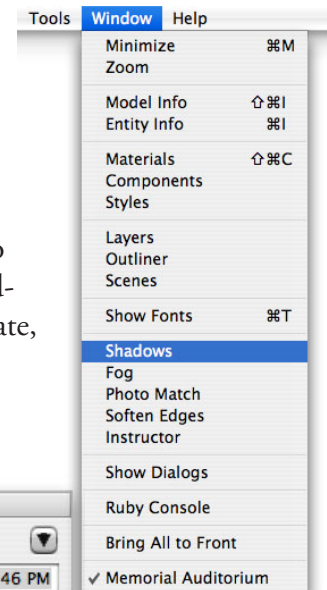 Tools Window Help
Minimize ⌘M
Zoom
Model Info ⇧⌘I
Entity Info ⌘I
Materials ⇧⌘C
Components
Styles
Layers
Outliner
Scenes
ate,
Show Fonts ⌘T
Shadows
Fog
Photo Match
Soften Edges
Instructor
Show Dialogs
Ruby Console
Bring All to Front
46 PM
✓ Memorial Auditorium